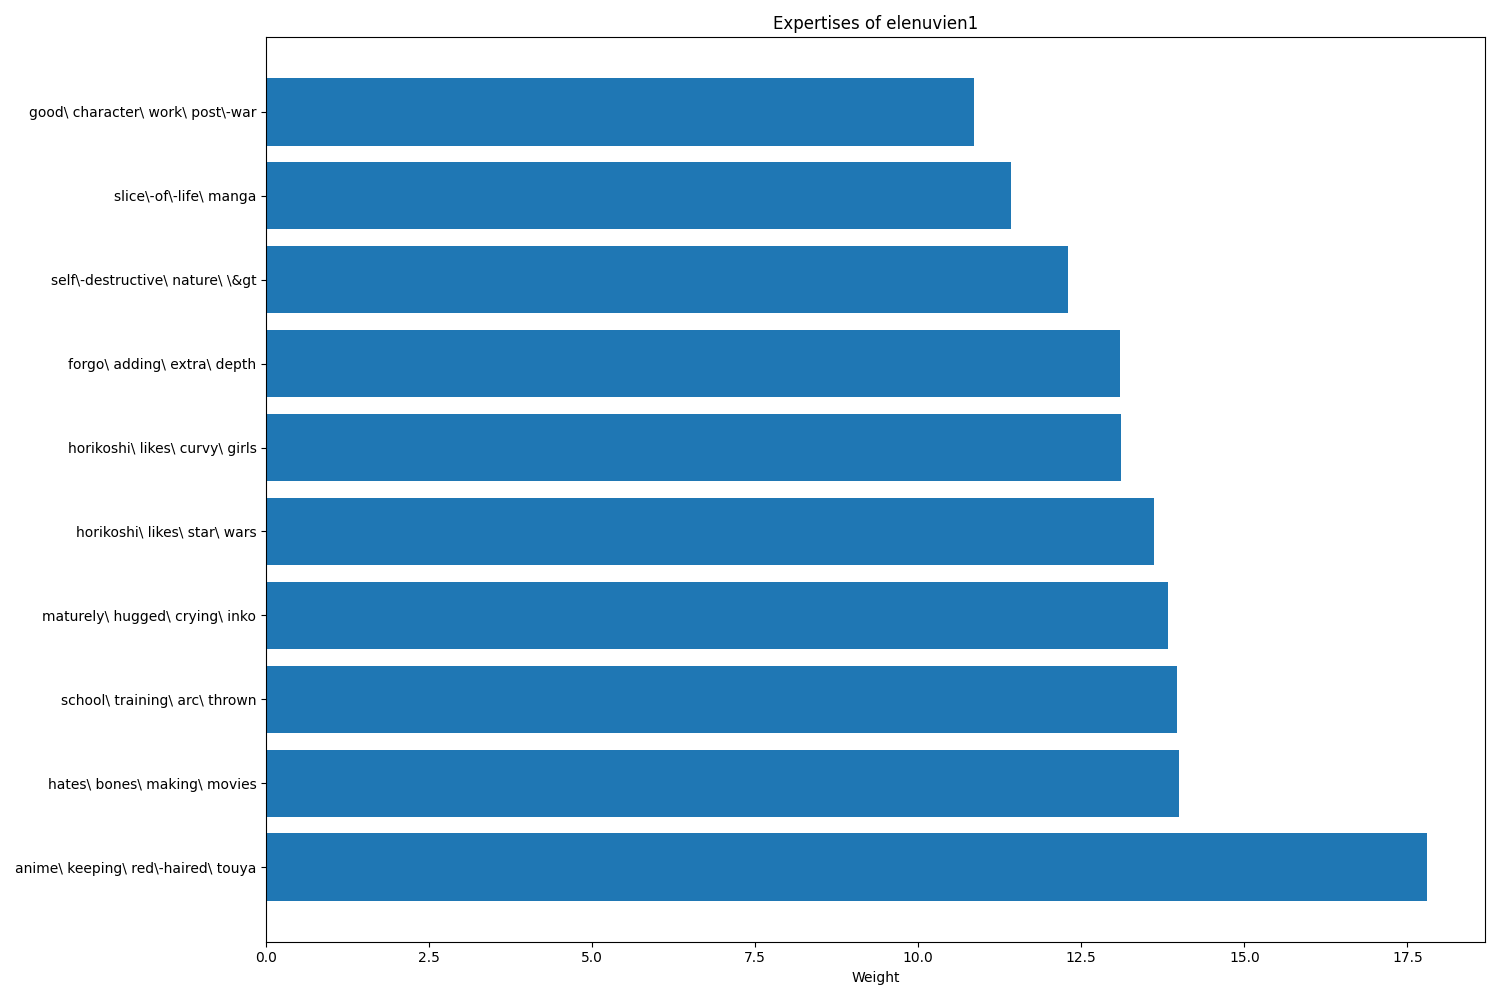 Expertises of elenuvien1
good\ character\ work\ post\-war
slice\-of\-life\ manga
self\-destructive\ nature\ \&gt
forgo\ adding\ extra\ depth
horikoshi\ likes\ curvy\ girls
horikoshi\ likes\ star\ wars
maturely\ hugged\ crying\ inko
school\ training\ arc\ thrown
hates\ bones\ making\ movies
anime\ keeping\ red\-haired\ touya
0.0 2.5 5.0 7.5 10.0 12.5 15.0 17.5
Weight